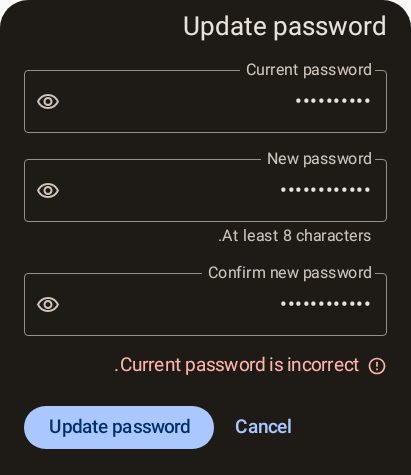 Update password
Current password
••••••••••
New password
••••••••••••
.At least 8 characters
Confirm new password
••••••••••••
.Current password is incorrect
Update password
Cancel